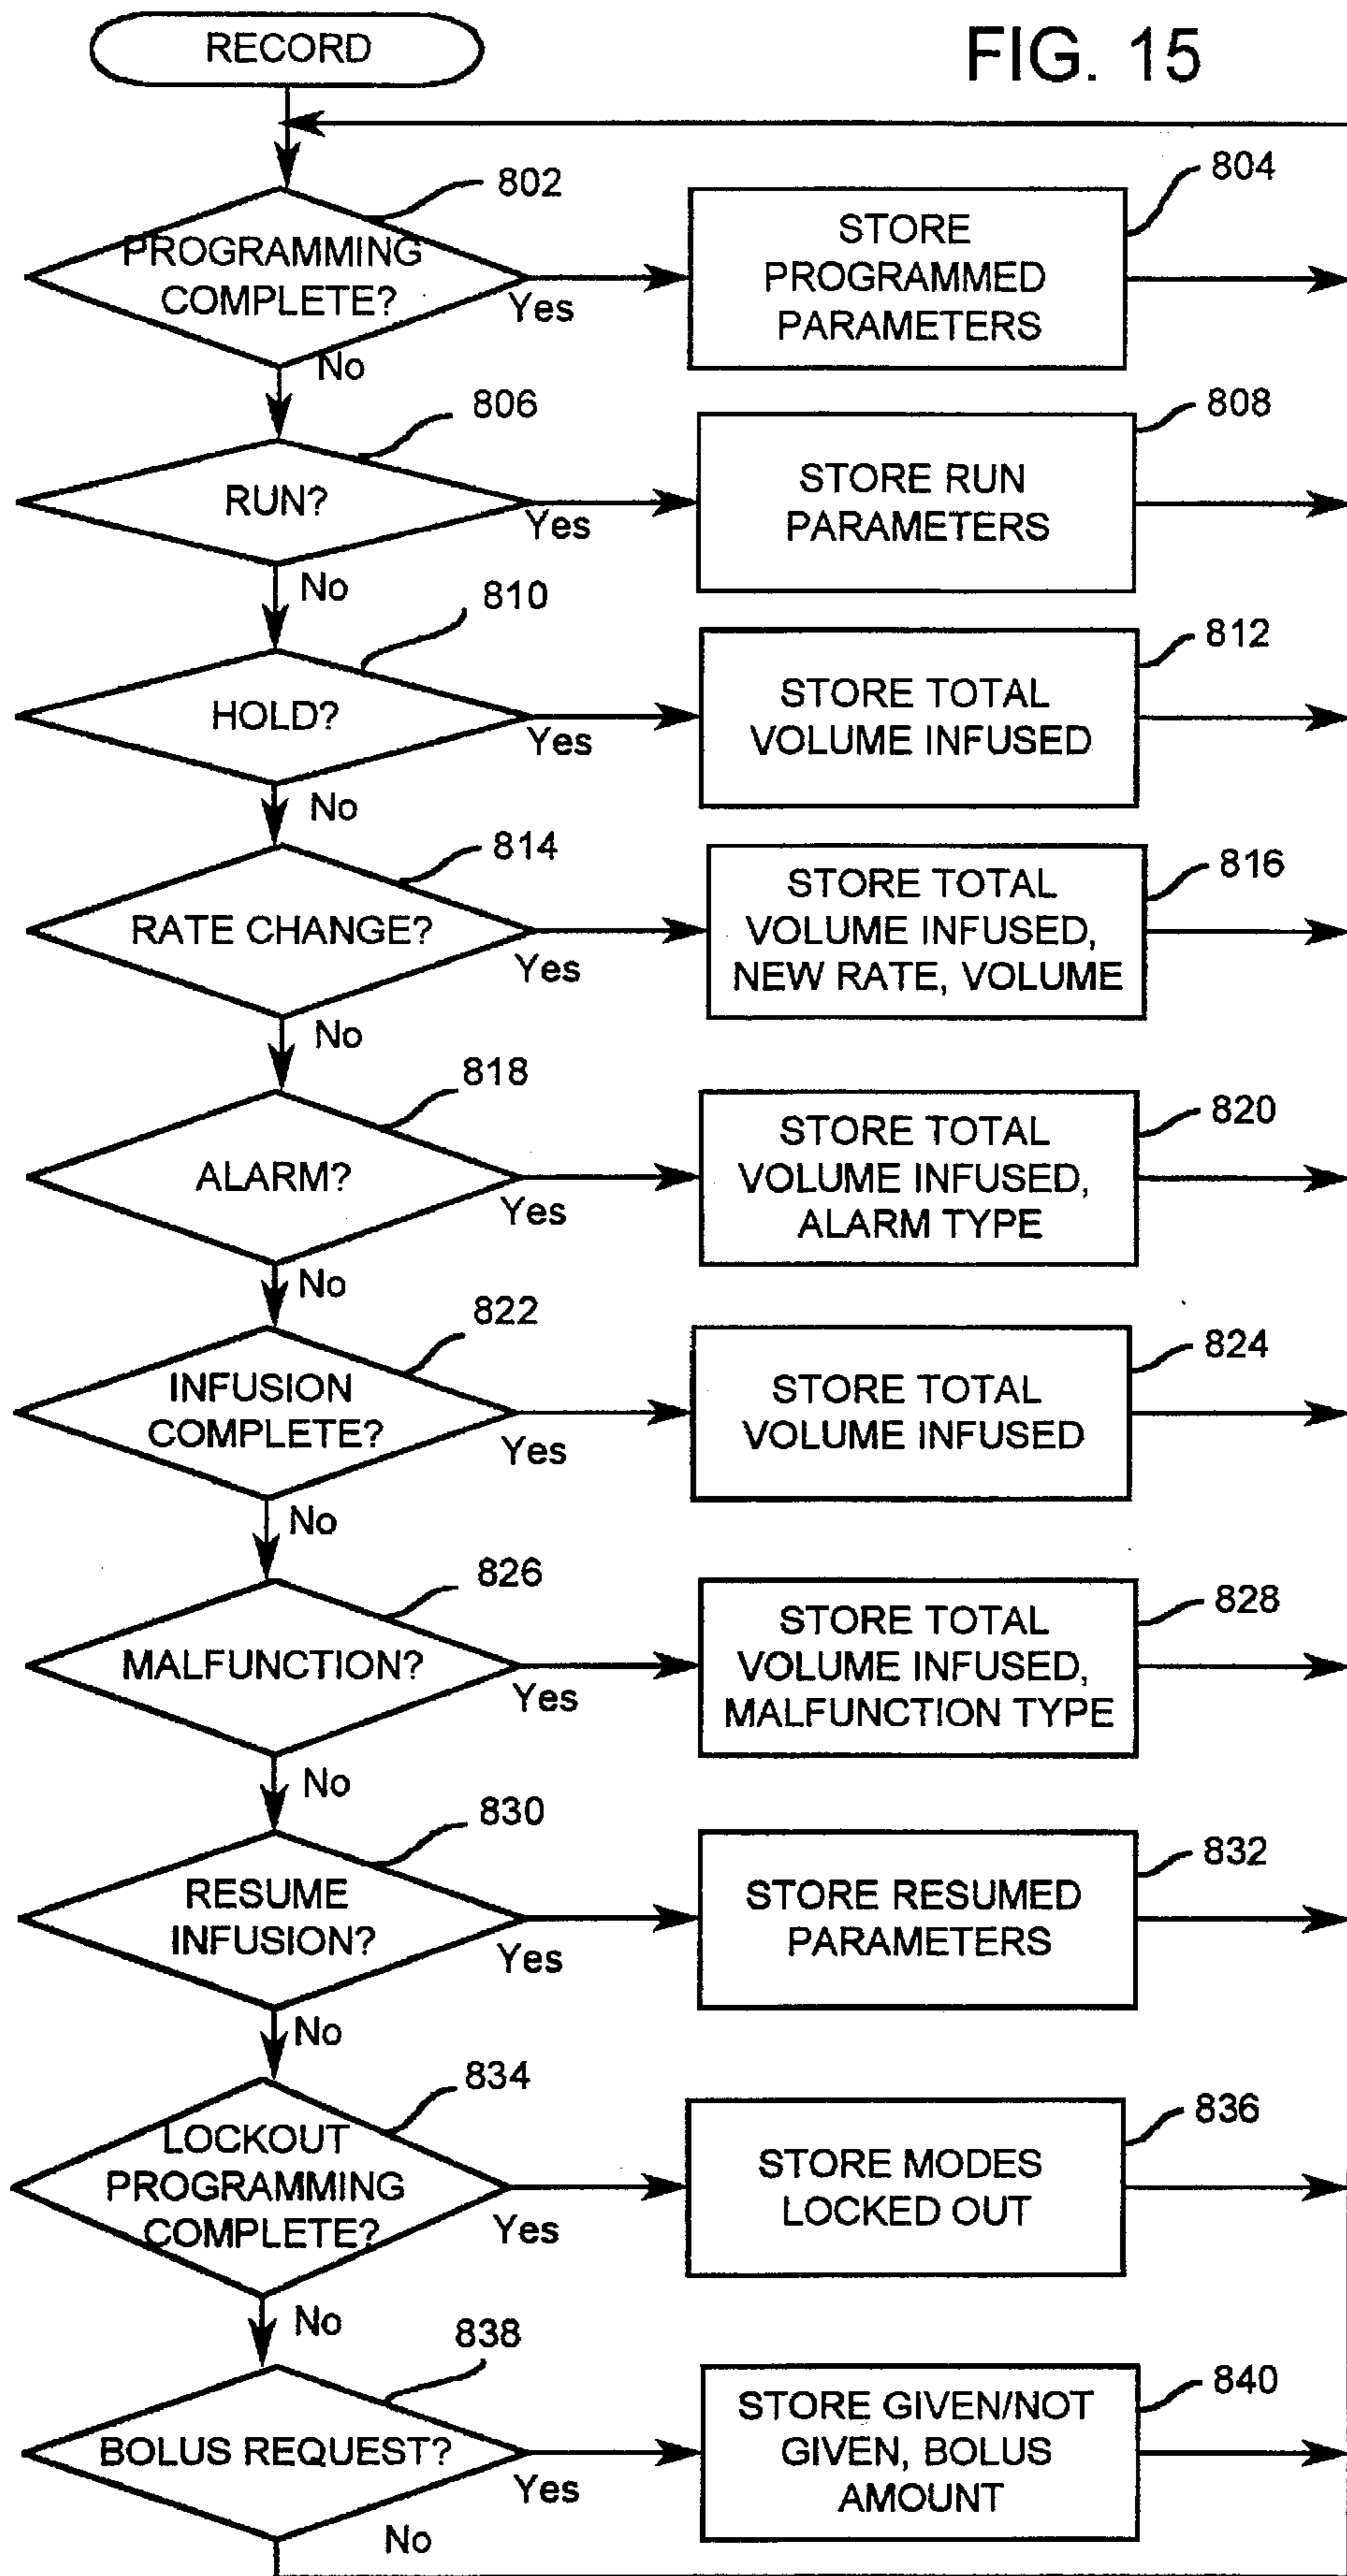 RECORD
FIG. 15
802
PROGRAMMING
COMPLETE?
Yes
No
804
STORE
PROGRAMMED
PARAMETERS
806
RUN?
Yes
No
808
STORE RUN
PARAMETERS
810
HOLD?
Yes
No
812
STORE TOTAL
VOLUME INFUSED
814
RATE CHANGE?
Yes
No
816
STORE TOTAL
VOLUME INFUSED,
NEW RATE, VOLUME
818
ALARM?
Yes
No
820
STORE TOTAL
VOLUME INFUSED,
ALARM TYPE
822
INFUSION
COMPLETE?
Yes
No
824
STORE TOTAL
VOLUME INFUSED
826
MALFUNCTION?
Yes
No
828
STORE TOTAL
VOLUME INFUSED,
MALFUNCTION TYPE
830
RESUME
INFUSION?
Yes
No
832
STORE RESUMED
PARAMETERS
834
LOCKOUT
PROGRAMMING
COMPLETE?
Yes
No
836
STORE MODES
LOCKED OUT
838
BOLUS REQUEST?
Yes
No
840
STORE GIVEN/NOT
GIVEN, BOLUS
AMOUNT